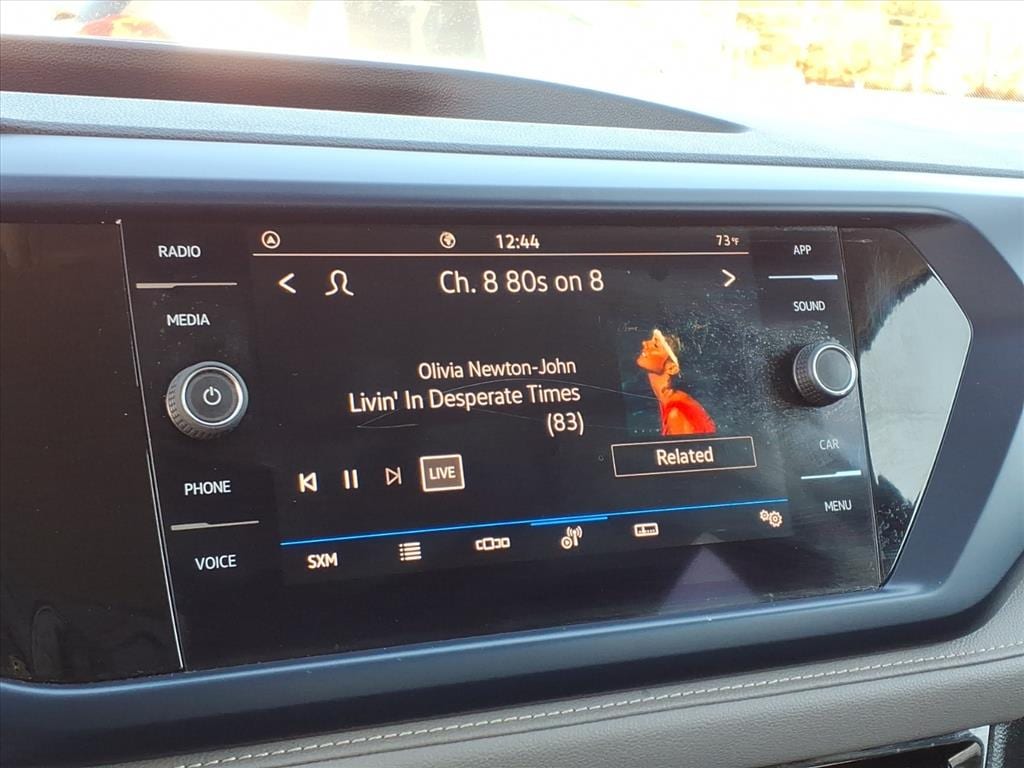 RADIO
MEDIA
PHONE
VOICE
12:44
73°F
Ch. 8 80s on 8
Olivia Newton-John
Livin' In Desperate Times
(83)
Related
LIVE
SXM
APP
SOUND
CAR
MENU